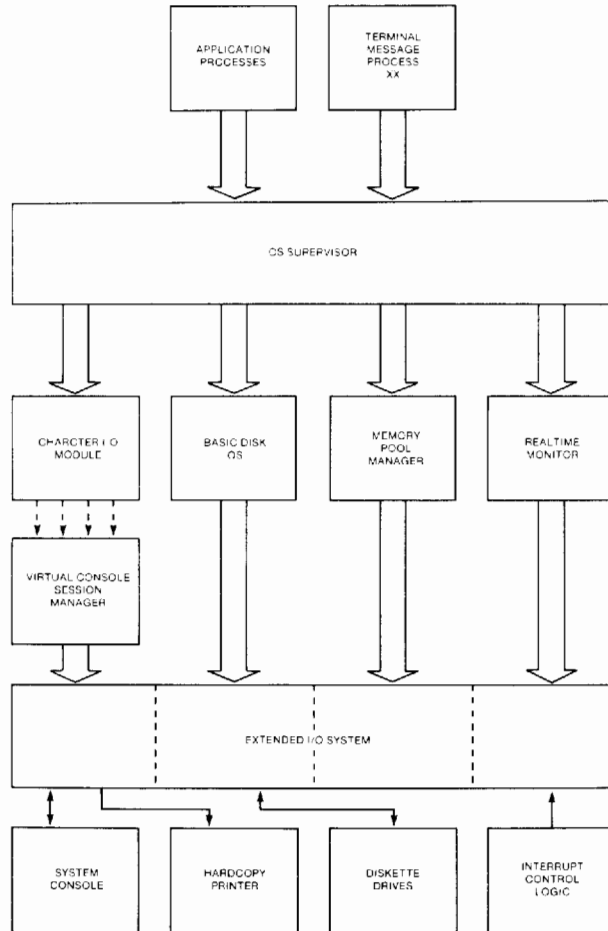 APPLICATION
PROCESSES
TERMINAL
MESSAGE
PROCESS
XX
OS SUPERVISOR
CHARCTER I/O
MODULE
BASIC DISK
OS
MEMORY
POOL
MANAGER
REALTIME
MONITOR
VIRTUAL CONSOLE
SESSION
MANAGER
EXTENDED I/O SYSTEM
SYSTEM
CONSOLE
HARDCOPY
PRINTER
DISKETTE
DRIVES
INTERRUPT
CONTROL
LOGIC